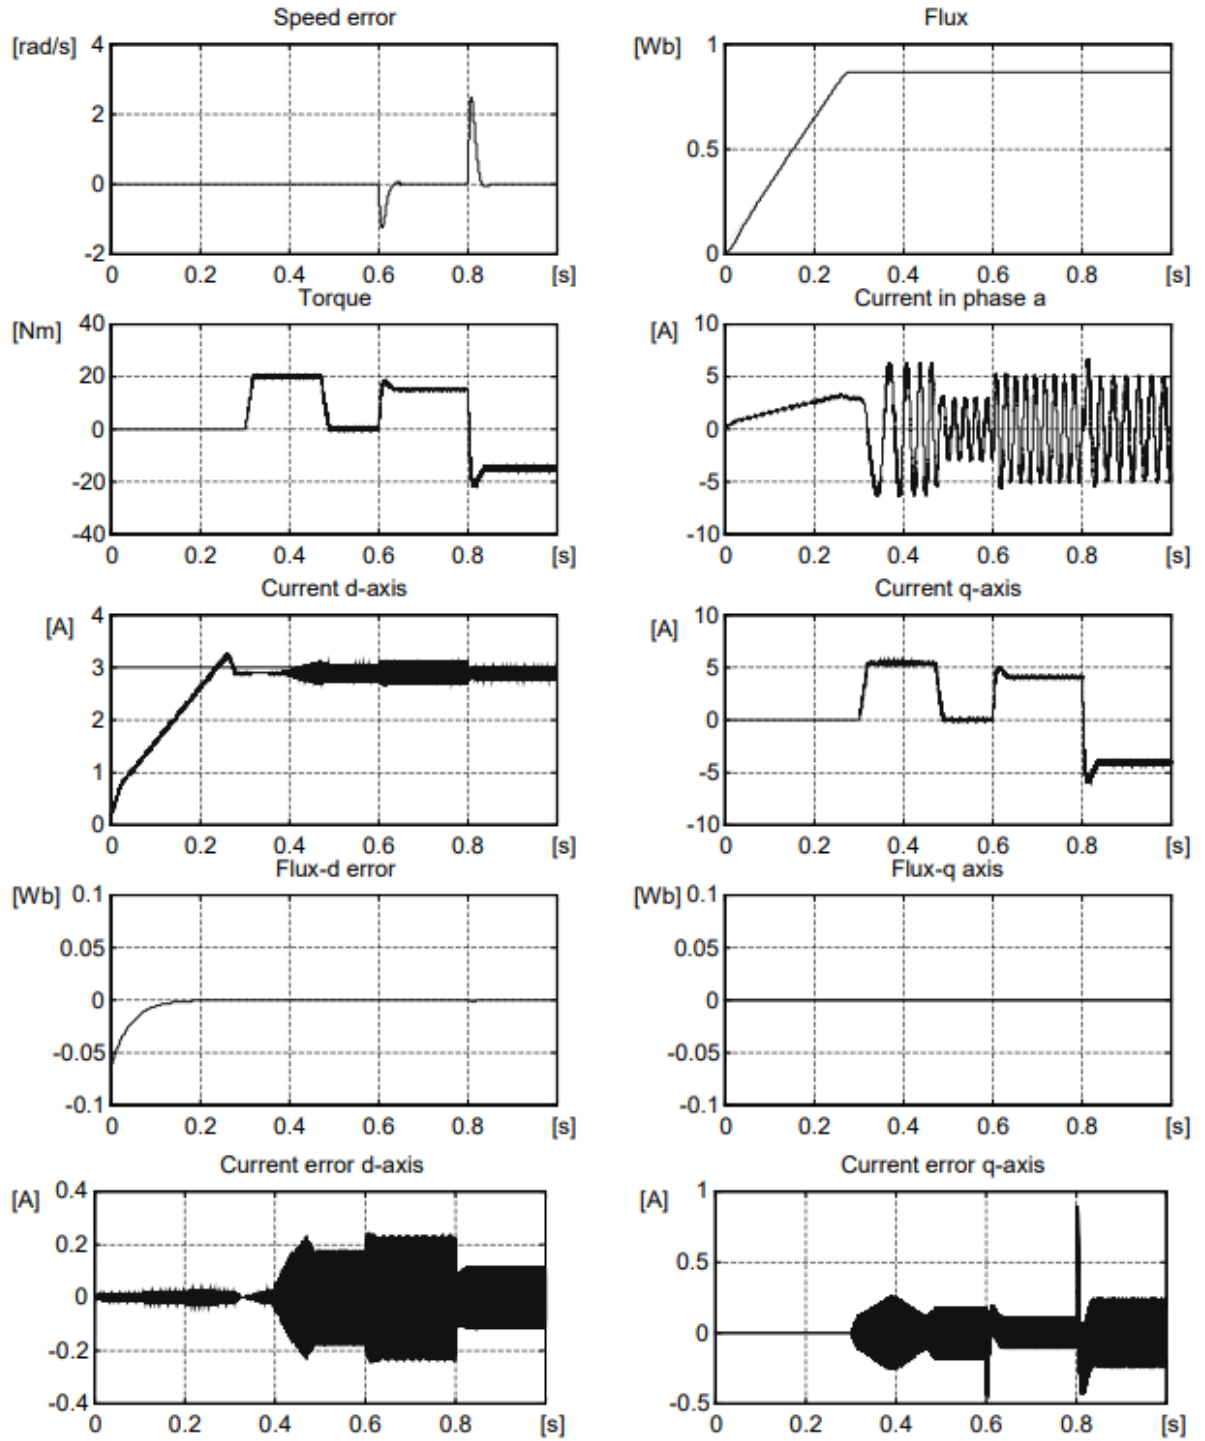 Speed error
[rad/s]
4
2
0
-2
0 0.2 0.4 0.6 0.8 [s]
Flux
[Wb]
1
0.5
0
0 0.2 0.4 0.6 0.8 [s]
Torque
[Nm]
40
20
0
-20
-40
0 0.2 0.4 0.6 0.8 [s]
Current in phase a
[A]
10
5
0
-5
-10
0 0.2 0.4 0.6 0.8 [s]
Current d-axis
[A]
4
3
2
1
0
0 0.2 0.4 0.6 0.8 [s]
Current q-axis
[A]
10
5
0
-5
-10
0 0.2 0.4 0.6 0.8 [s]
Flux-d error
[Wb]
0.1
0.05
0
-0.05
-0.1
0 0.2 0.4 0.6 0.8 [s]
Flux-q axis
[Wb]
0.1
0.05
0
-0.05
-0.1
0 0.2 0.4 0.6 0.8 [s]
Current error d-axis
[A]
0.4
0.2
0
-0.2
-0.4
0 0.2 0.4 0.6 0.8 [s]
Current error q-axis
[A]
1
0.5
0
-0.5
0 0.2 0.4 0.6 0.8 [s]